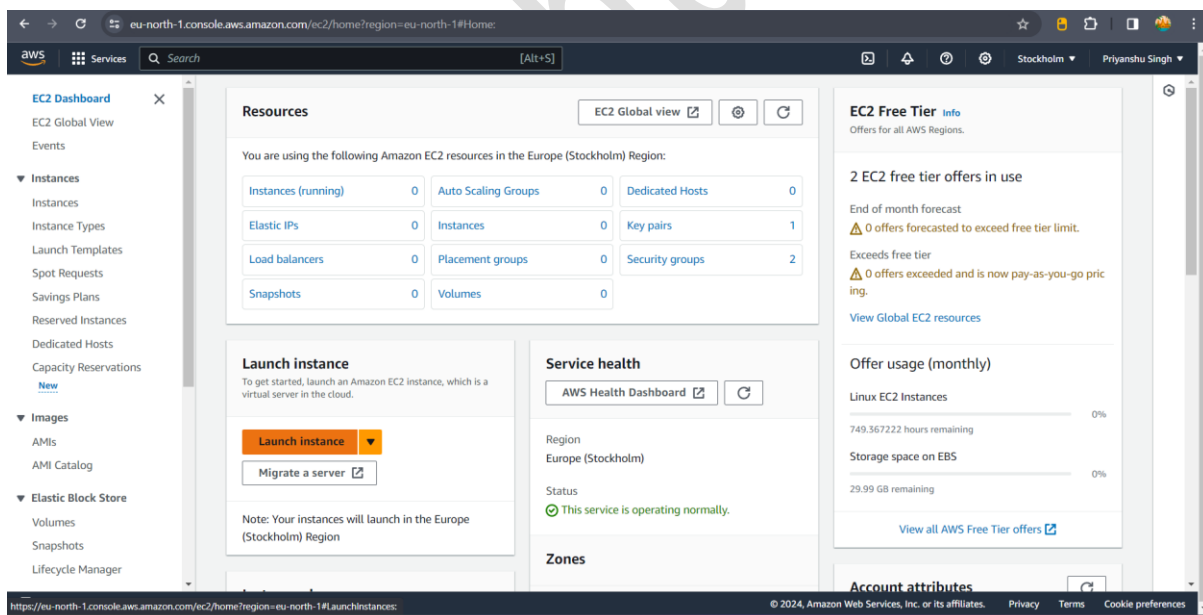 eu-north-1.console.aws.amazon.com/ec2/home?region=eu-north-1#Home:
aws
Services
Search
[Alt+S]
Stockholm
Priyanshu Singh
EC2 Dashboard
EC2 Global View
Events
Instances
Instances
Instance Types
Launch Templates
Spot Requests
Savings Plans
Reserved Instances
Dedicated Hosts
Capacity Reservations
New
Images
AMIs
AMI Catalog
Elastic Block Store
Volumes
Snapshots
Lifecycle Manager
Resources
EC2 Global view
You are using the following Amazon EC2 resources in the Europe (Stockholm) Region:
Instances (running) 0 Auto Scaling Groups 0 Dedicated Hosts 0
Elastic IPs 0 Instances 0 Key pairs 1
Load balancers 0 Placement groups 0 Security groups 2
Snapshots 0 Volumes 0
Launch instance
To get started, launch an Amazon EC2 instance, which is a
virtual server in the cloud.
Launch instance
Migrate a server
Note: Your instances will launch in the Europe
(Stockholm) Region
Service health
AWS Health Dashboard
Region
Europe (Stockholm)
Status
This service is operating normally.
Zones
EC2 Free Tier Info
Offers for all AWS Regions.
2 EC2 free tier offers in use
End of month forecast
0 offers forecasted to exceed free tier limit.
Exceeds free tier
0 offers exceeded and is now pay-as-you-go pric
ing.
View Global EC2 resources
Offer usage (monthly)
Linux EC2 Instances
0%
749.367222 hours remaining
Storage space on EBS
0%
29.99 GB remaining
View all AWS Free Tier offers
Account attributes
https://eu-north-1.console.aws.amazon.com/ec2/home?region=eu-north-1#LaunchInstances:
© 2024, Amazon Web Services, Inc. or its affiliates.
Privacy
Terms
Cookie preferences